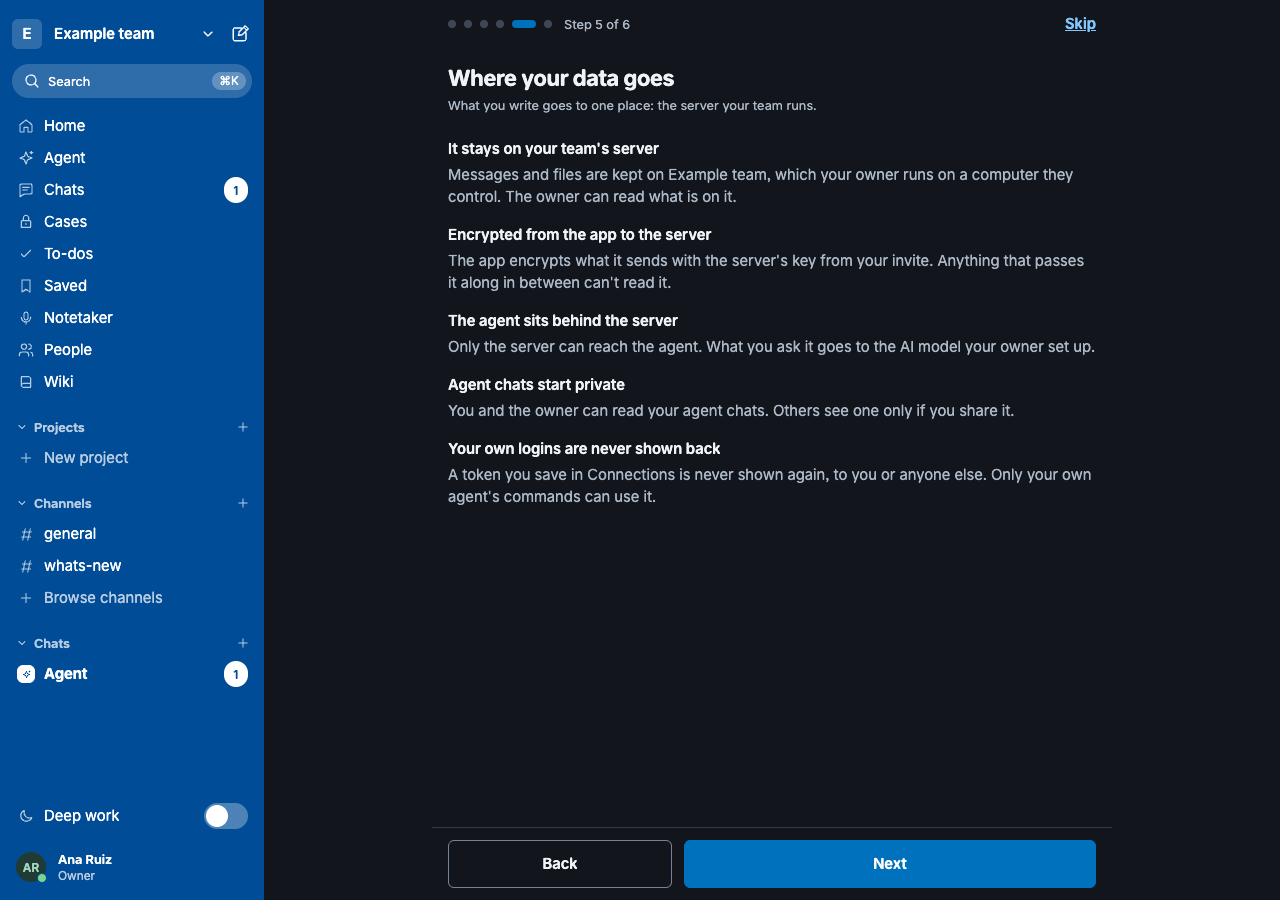 E
Example team
Search
⌘K
Home
Agent
Chats
1
Cases
To-dos
Saved
Notetaker
People
Wiki
Projects
New project
Channels
# general
# whats-new
Browse channels
Chats
Agent
1
Deep work
AR
Ana Ruiz
Owner
Step 5 of 6
Skip
Where your data goes
What you write goes to one place: the server your team runs.
It stays on your team's server
Messages and files are kept on Example team, which your owner runs on a computer they
control. The owner can read what is on it.
Encrypted from the app to the server
The app encrypts what it sends with the server's key from your invite. Anything that passes
it along in between can't read it.
The agent sits behind the server
Only the server can reach the agent. What you ask it goes to the AI model your owner set up.
Agent chats start private
You and the owner can read your agent chats. Others see one only if you share it.
Your own logins are never shown back
A token you save in Connections is never shown again, to you or anyone else. Only your own
agent's commands can use it.
Back
Next